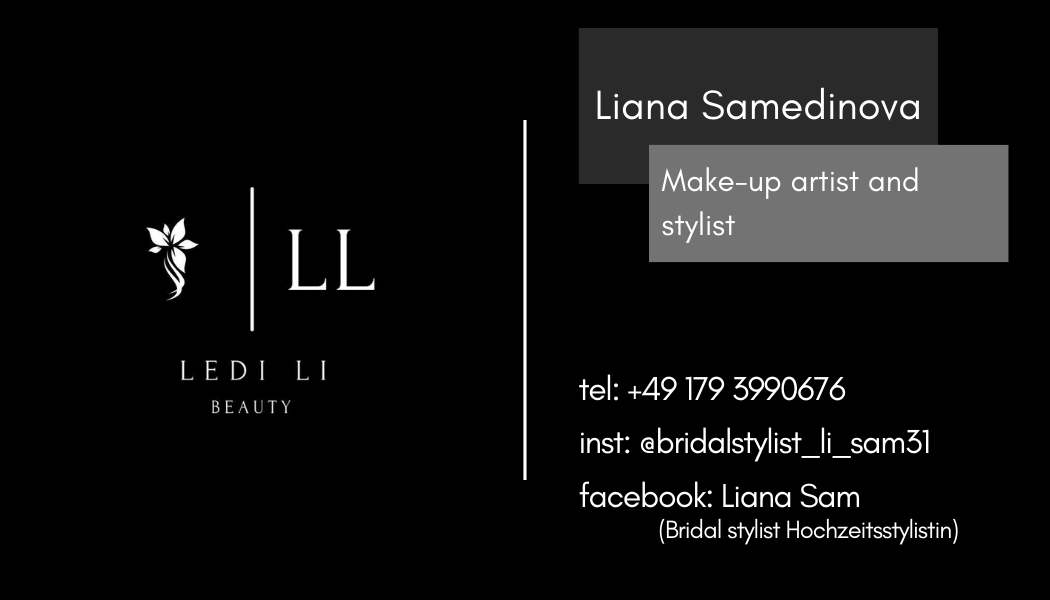 LL
LEDI LI
BEAUTY
Liana Samedinova
Make-up artist and
stylist
tel: +49 179 3990676
inst: @bridalstylist_li_sam31
facebook: Liana Sam
(Bridal stylist Hochzeitsstylistin)